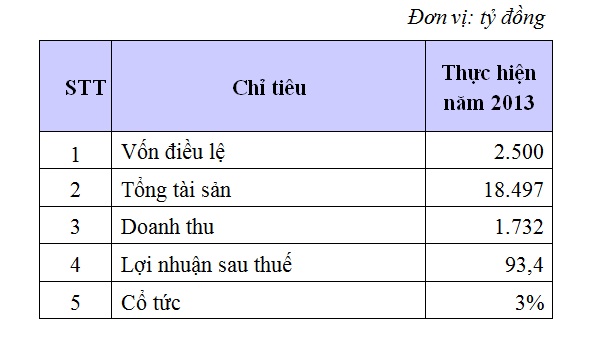 Đơn vị: tỷ đồng
STT Chỉ tiêu Thực hiện
năm 2013
1 Vốn điều lệ 2.500
2 Tổng tài sản 18.497
3 Doanh thu 1.732
4 Lợi nhuận sau thuế 93,4
5 Cổ tức 3%